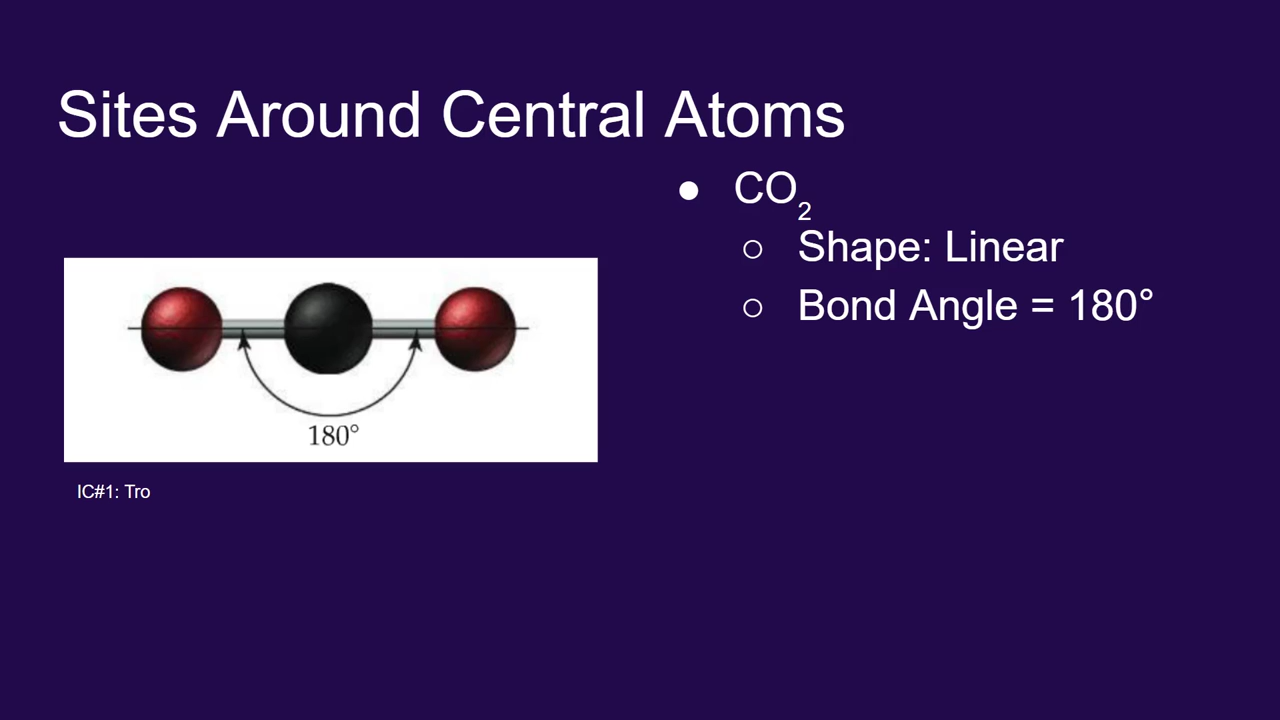 Sites Around Central Atoms
● CO₂
○ Shape: Linear
○ Bond Angle = 180°
180°
IC#1: Tro